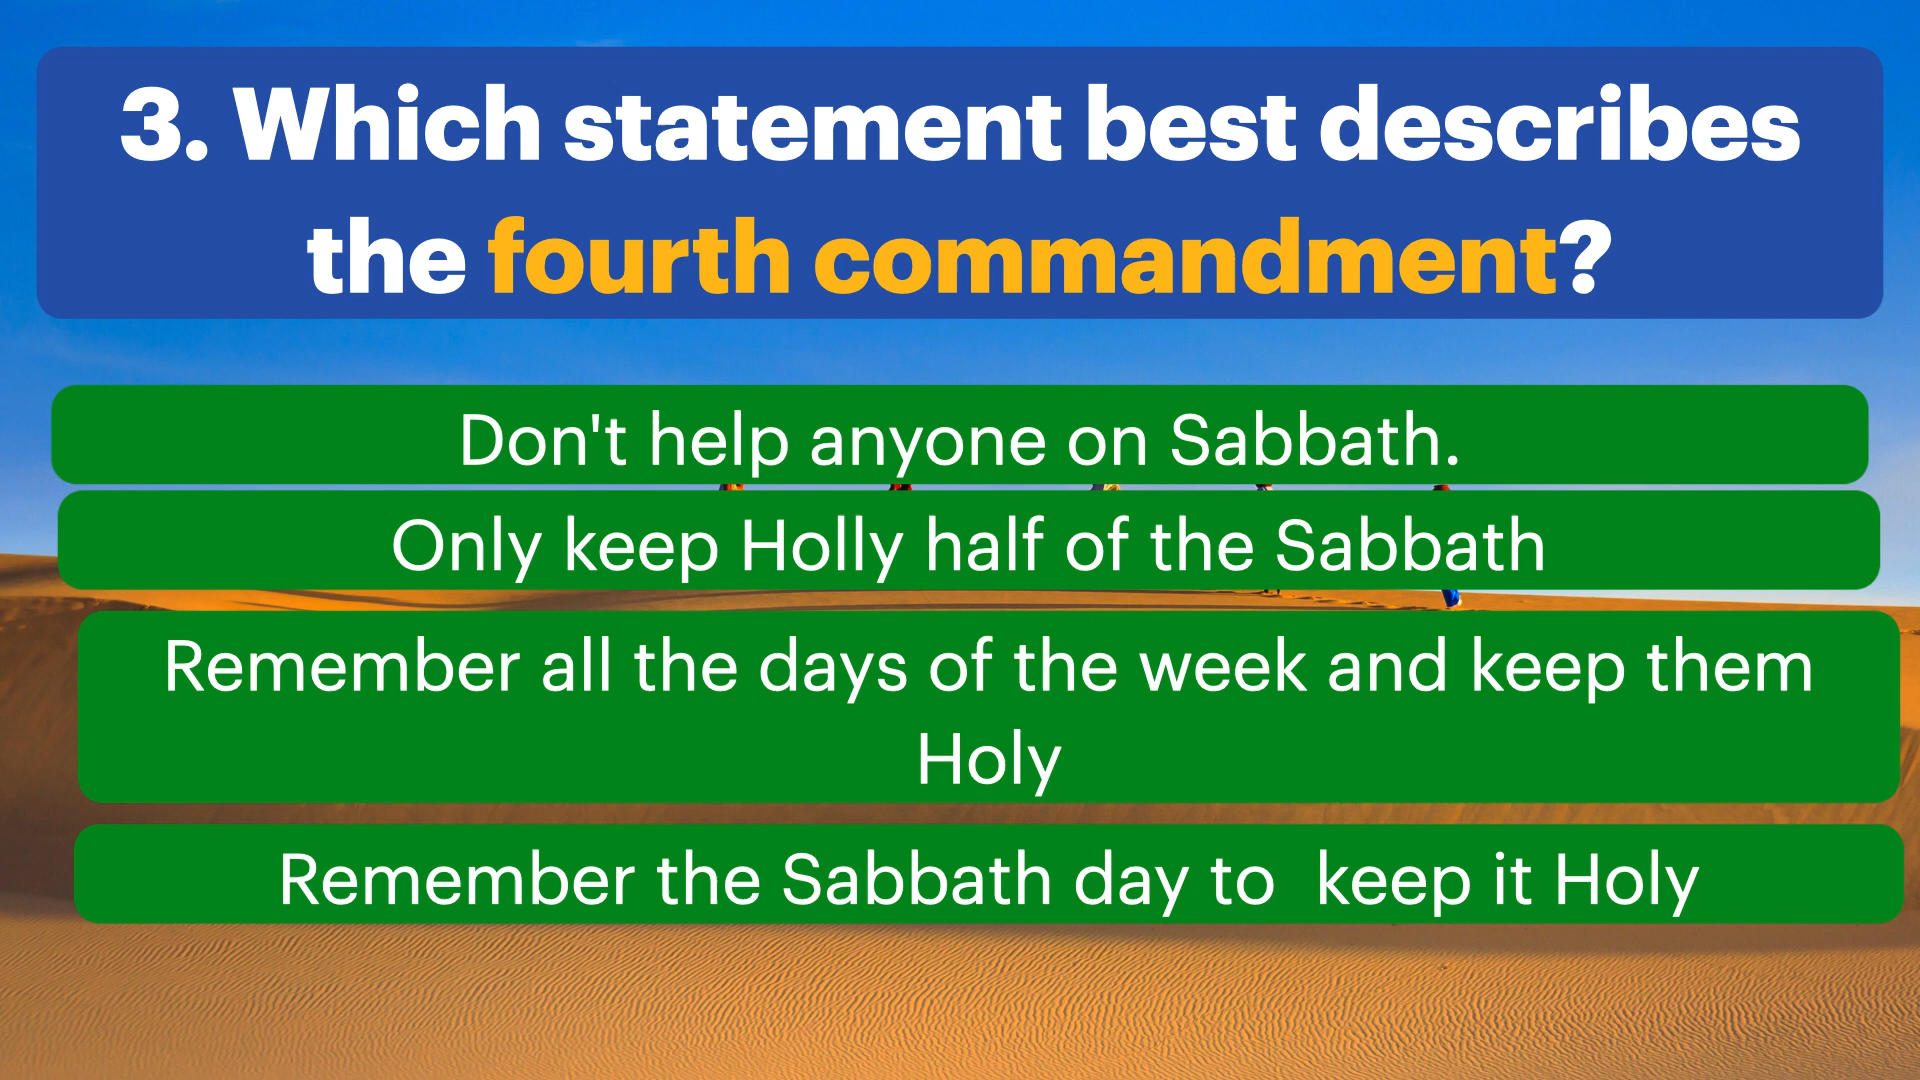 3. Which statement best describes
the fourth commandment?
Don't help anyone on Sabbath.
Only keep Holly half of the Sabbath
Remember all the days of the week and keep them
Holy
Remember the Sabbath day to  keep it Holy